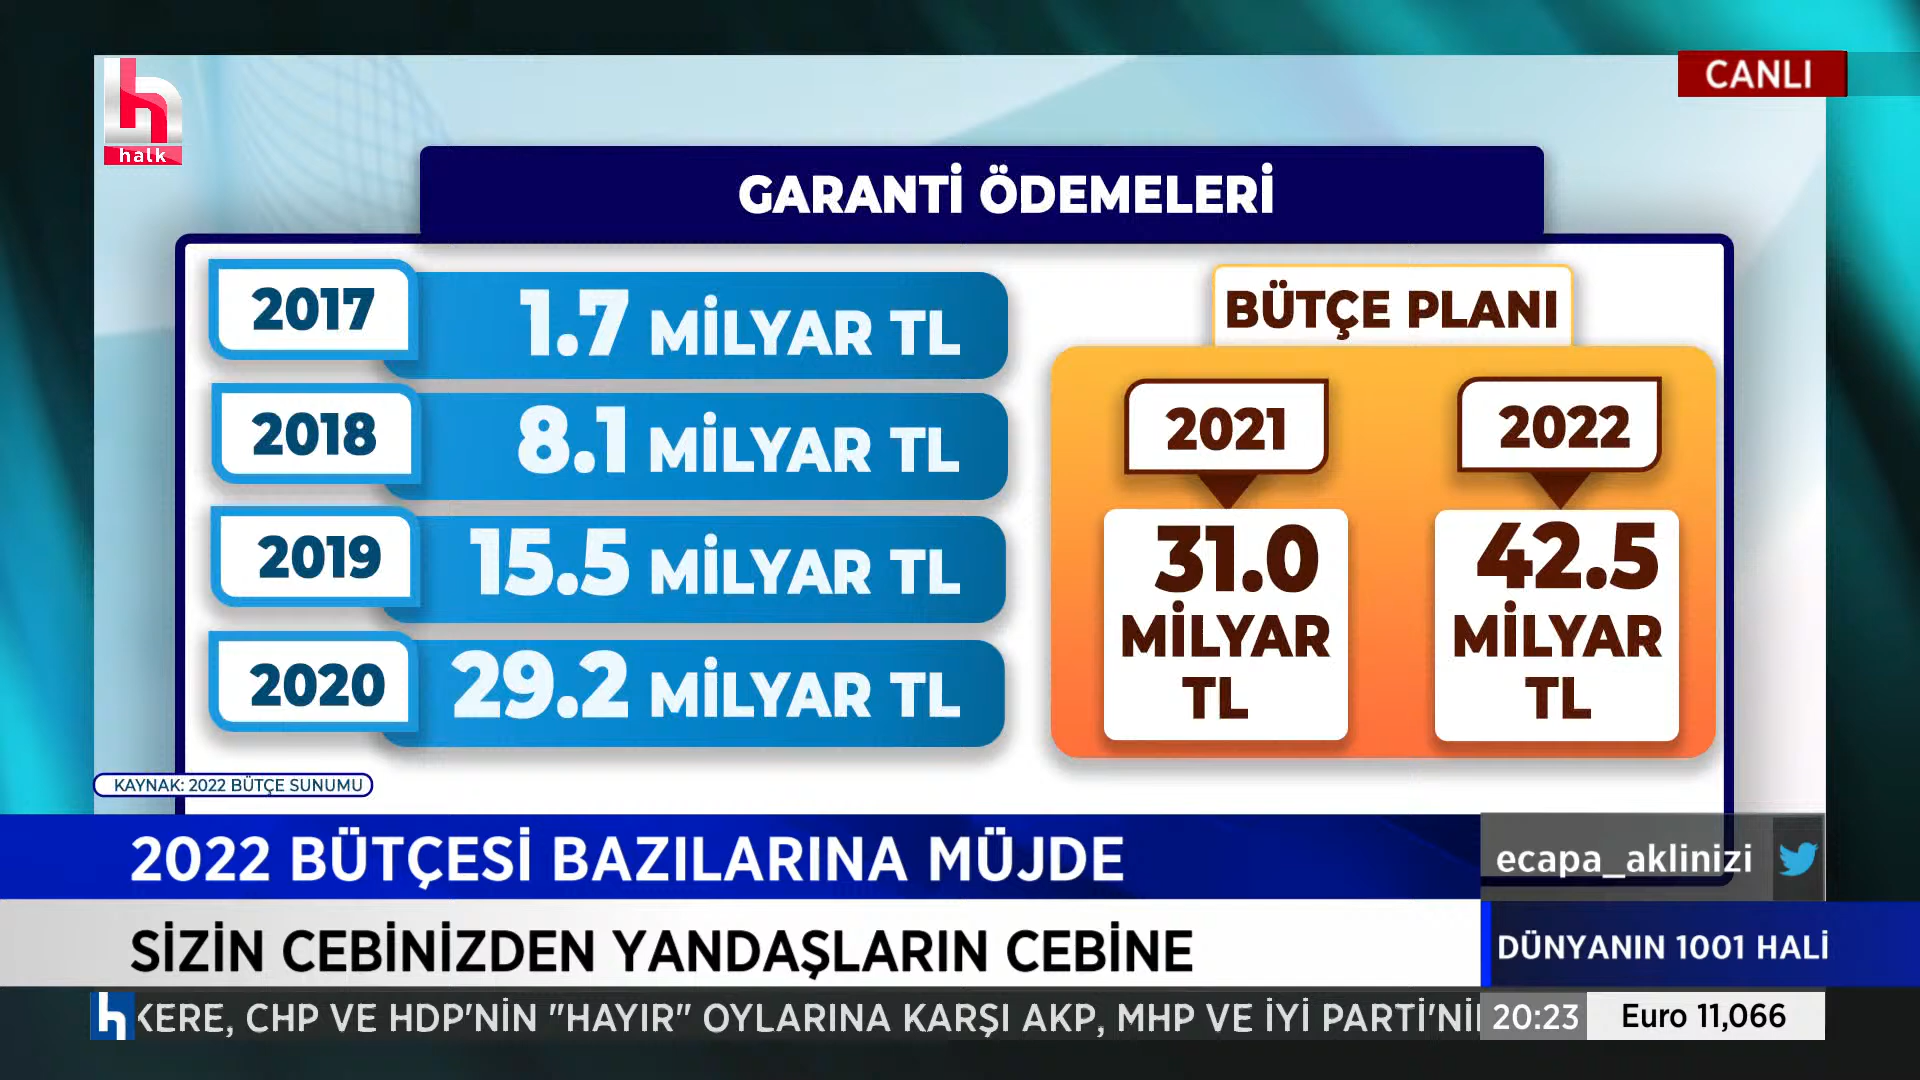 halk
CANLI
GARANTİ ÖDEMELERİ
2017 1.7 MİLYAR TL
2018 8.1 MİLYAR TL
2019 15.5 MİLYAR TL
2020 29.2 MİLYAR TL
BÜTÇE PLANI
2021 2022
31.0 42.5
MİLYAR MİLYAR
TL TL
KAYNAK: 2022 BÜTÇE SUNUMU
2022 BÜTÇESİ BAZILARINA MÜJDE
ecapa_aklinizi
SİZİN CEBİNİZDEN YANDAŞLARIN CEBİNE
DÜNYANIN 1001 HALİ
KERE, CHP VE HDP'NİN "HAYIR" OYLARINA KARŞI AKP, MHP VE İYİ PARTİ'Nİ
20:23
Euro 11,066